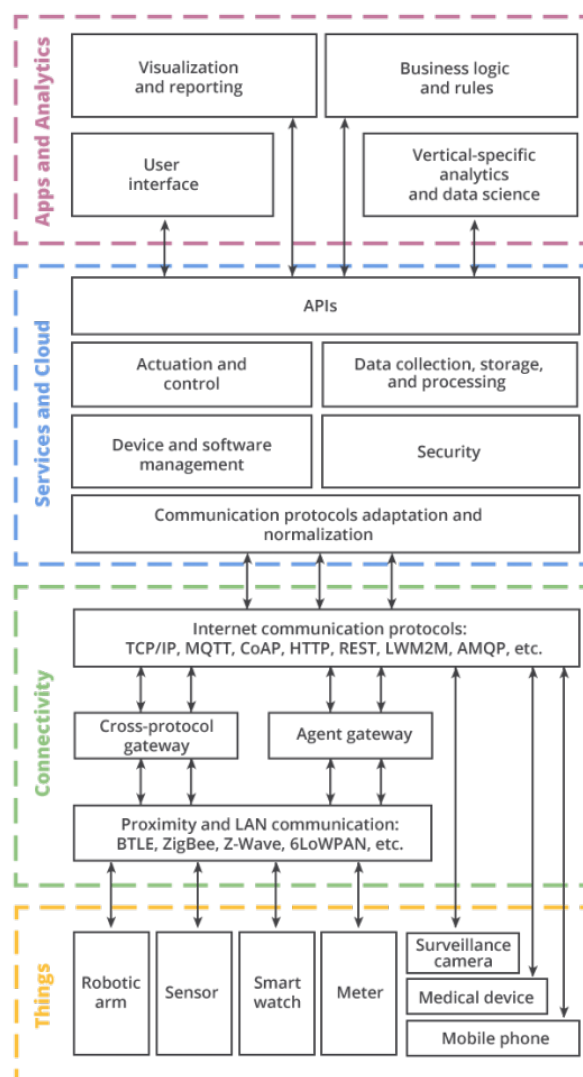 Apps and Analytics
Visualization
and reporting
Business logic
and rules
User
interface
Vertical-specific
analytics
and data science
Services and Cloud
APIs
Actuation and
control
Data collection, storage,
and processing
Device and software
management
Security
Communication protocols adaptation and
normalization
Connectivity
Internet communication protocols:
TCP/IP, MQTT, CoAP, HTTP, REST, LWM2M, AMQP, etc.
Cross-protocol
gateway
Agent gateway
Proximity and LAN communication:
BTLE, ZigBee, Z-Wave, 6LoWPAN, etc.
Things
Robotic
arm
Sensor
Smart
watch
Meter
Surveillance
camera
Medical device
Mobile phone